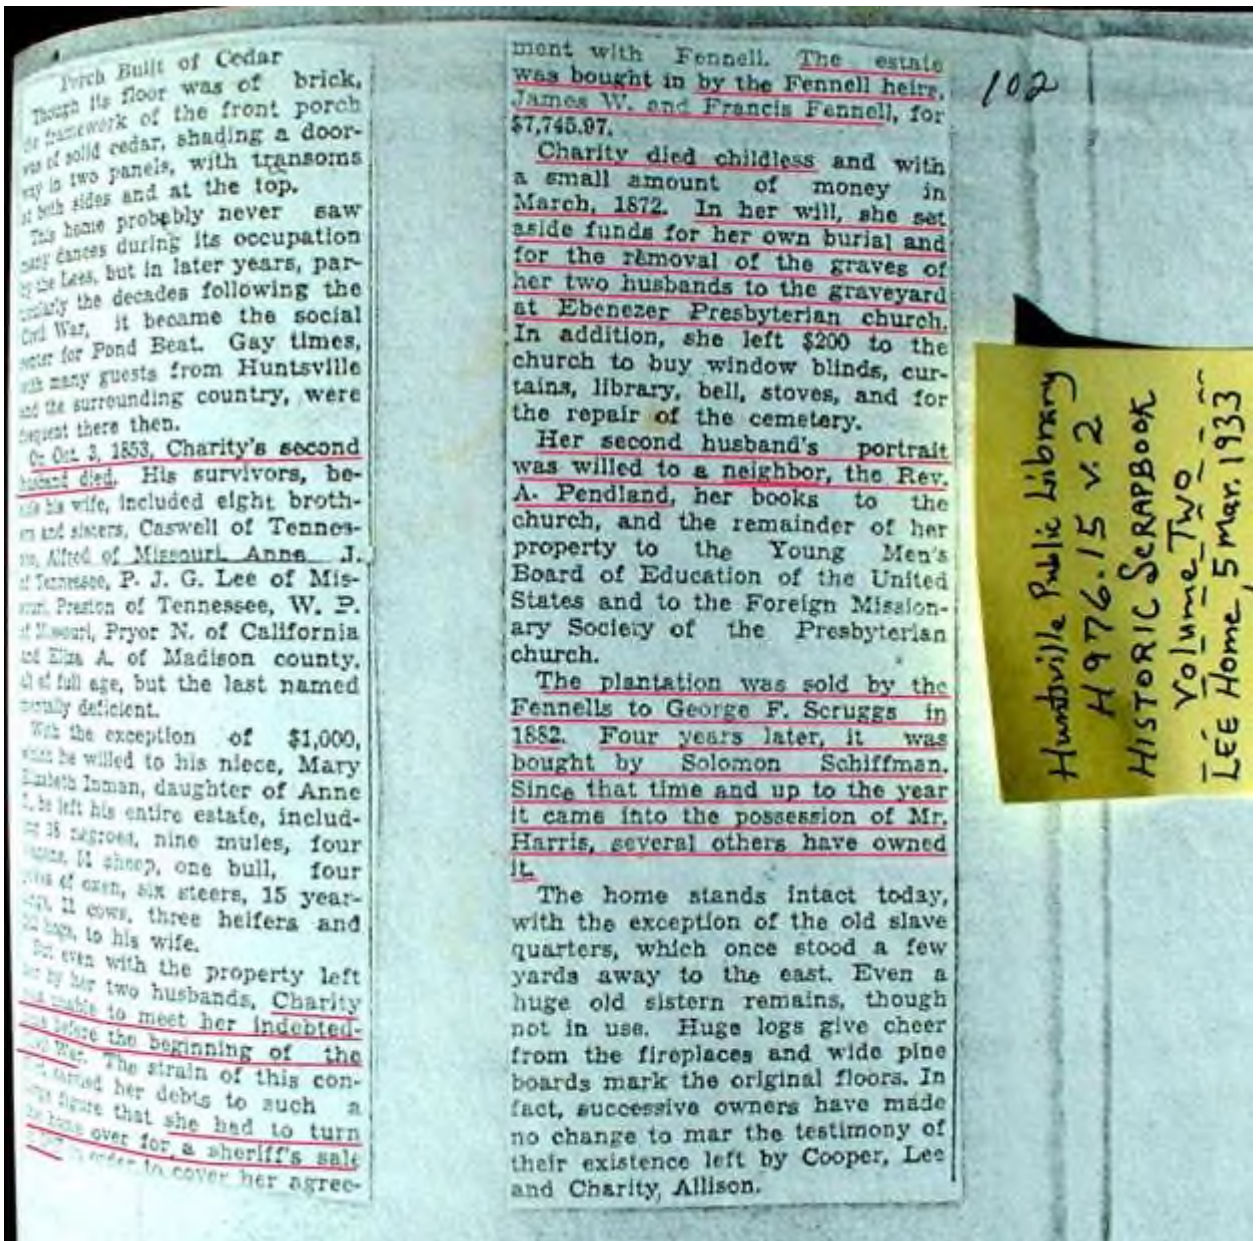 Porch Built of Cedar
Though its floor was of brick,
the framework of the front porch
was of solid cedar, shading a door-
way in two panels, with transoms
at both sides and at the top.
This home probably never saw
many dances during its occupation
by the Lees, but in later years, par-
ticularly the decades following the
Civil War, it became the social
center for Pond Beat. Gay times,
with many guests from Huntsville
and the surrounding country, were
frequent there then.
On Oct. 3, 1853, Charity's second
husband died. His survivors, be-
side his wife, included eight broth-
ers and sisters, Caswell of Tennes-
see, Alfred of Missouri, Anne J.
of Tennessee, P. J. G. Lee of Mis-
souri, Preston of Tennessee, W. P.
of Missouri, Pryor N. of California
and Eliza A. of Madison county,
all of full age, but the last named
mentally deficient.
With the exception of $1,000,
which he willed to his niece, Mary
Elizabeth Inman, daughter of Anne
J., he left his entire estate, includ-
ing negroes, nine mules, four
sheep, one bull, four
of oxen, six steers, 15 year-
lings, 11 cows, three heifers and
hogs, to his wife.
But even with the property left
her by her two husbands, Charity
was unable to meet her indebted-
ness before the beginning of the
Civil War. The strain of this con-
flict carried her debts to such a
large figure that she had to turn
the home over for a sheriff's sale
in order to cover her agree-
ment with Fennell. The estate
was bought in by the Fennell heirs,
James W. and Francis Fennell, for
$7,745.97.
Charity died childless and with
a small amount of money in
March, 1872. In her will, she set
aside funds for her own burial and
for the removal of the graves of
her two husbands to the graveyard
at Ebenezer Presbyterian church.
In addition, she left $200 to the
church to buy window blinds, cur-
tains, library, bell, stoves, and for
the repair of the cemetery.
Her second husband's portrait
was willed to a neighbor, the Rev.
A. Pendland, her books to the
church, and the remainder of her
property to the Young Men's
Board of Education of the United
States and to the Foreign Mission-
ary Society of the Presbyterian
church.
The plantation was sold by the
Fennells to George F. Scruggs in
1882. Four years later, it was
bought by Solomon Schiffman.
Since that time and up to the year
it came into the possession of Mr.
Harris, several others have owned
it.
The home stands intact today,
with the exception of the old slave
quarters, which once stood a few
yards away to the east. Even a
huge old sistern remains, though
not in use. Huge logs give cheer
from the fireplaces and wide pine
boards mark the original floors. In
fact, successive owners have made
no change to mar the testimony of
their existence left by Cooper, Lee
and Charity, Allison.
102
Huntsville Public Library
H 976.15 v. 2
HISTORIC SCRAPBOOK
Volume Two
LEE Home, 5 Mar. 1933